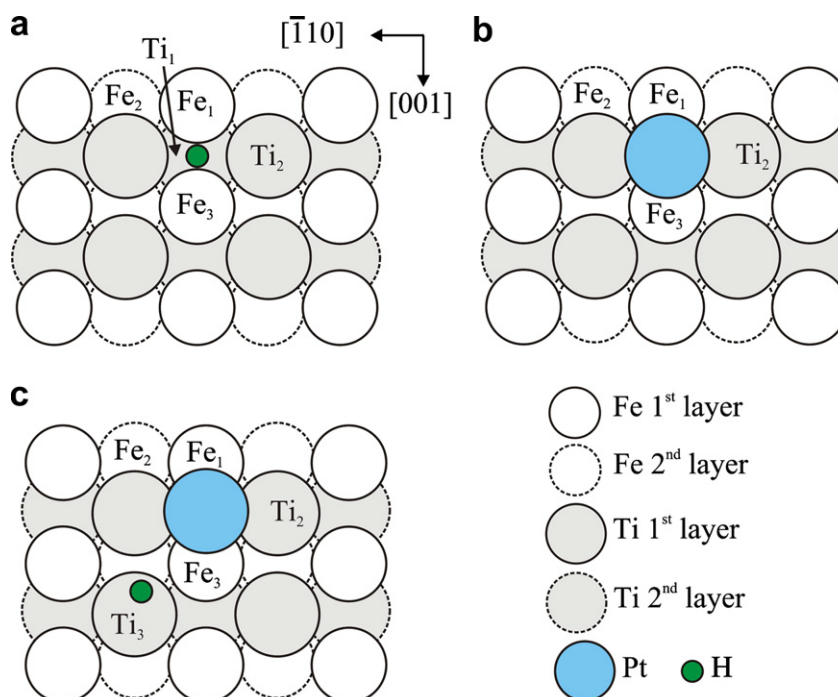 a
[1̅10]
[001]
Ti₁
Fe₂
Fe₁
Ti₂
Fe₃
b
Fe₂
Fe₁
Ti₂
Fe₃
c
Fe₂
Fe₁
Ti₂
Fe₃
Ti₃
Fe 1ˢᵗ layer
Fe 2ⁿᵈ layer
Ti 1ˢᵗ layer
Ti 2ⁿᵈ layer
Pt
H